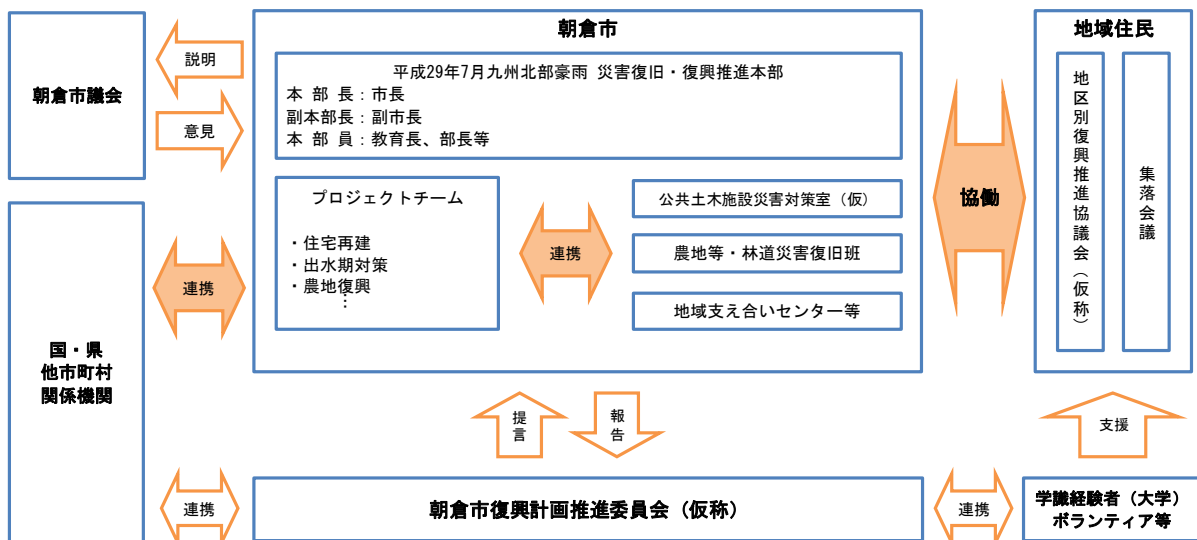 朝倉市議会
説明
意見
朝倉市
平成29年7月九州北部豪雨 災害復旧・復興推進本部
本 部 長：市長
副本部長：副市長
本 部 員：教育長、部長等
プロジェクトチーム
・住宅再建
・出水期対策
・農地復興
…
連携
公共土木施設災害対策室（仮）
農地等・林道災害復旧班
地域支え合いセンター等
協働
地域住民
地区別復興推進協議会（仮称）
集落会議
国・県
他市町村
関係機関
連携
提言
報告
支援
連携
朝倉市復興計画推進委員会（仮称）
連携
学識経験者（大学）
ボランティア等